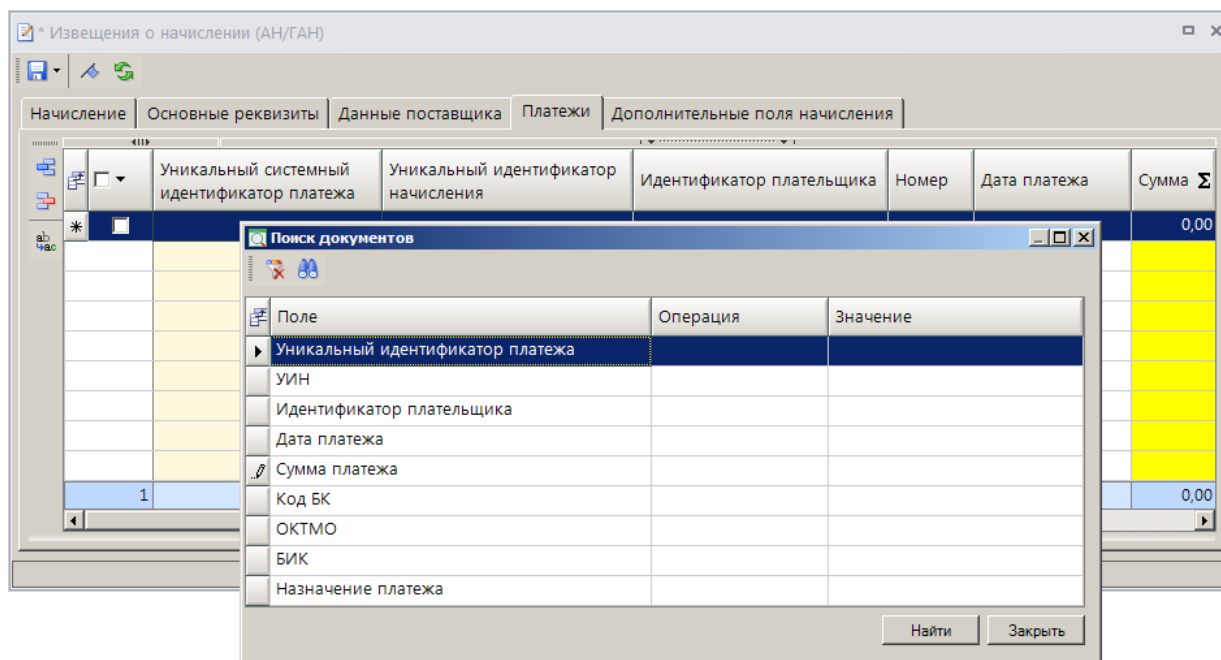 * Извещения о начислении (АН/ГАН)
Начисление
Основные реквизиты
Данные поставщика
Платежи
Дополнительные поля начисления
Уникальный системный
идентификатор платежа
Уникальный идентификатор
начисления
Идентификатор плательщика
Номер
Дата платежа
Сумма Σ
ab
ac
0,00
Поиск документов
Поле
Операция
Значение
Уникальный идентификатор платежа
УИН
Идентификатор плательщика
Дата платежа
Сумма платежа
Код БК
ОКТМО
БИК
Назначение платежа
1
0,00
Найти
Закрыть